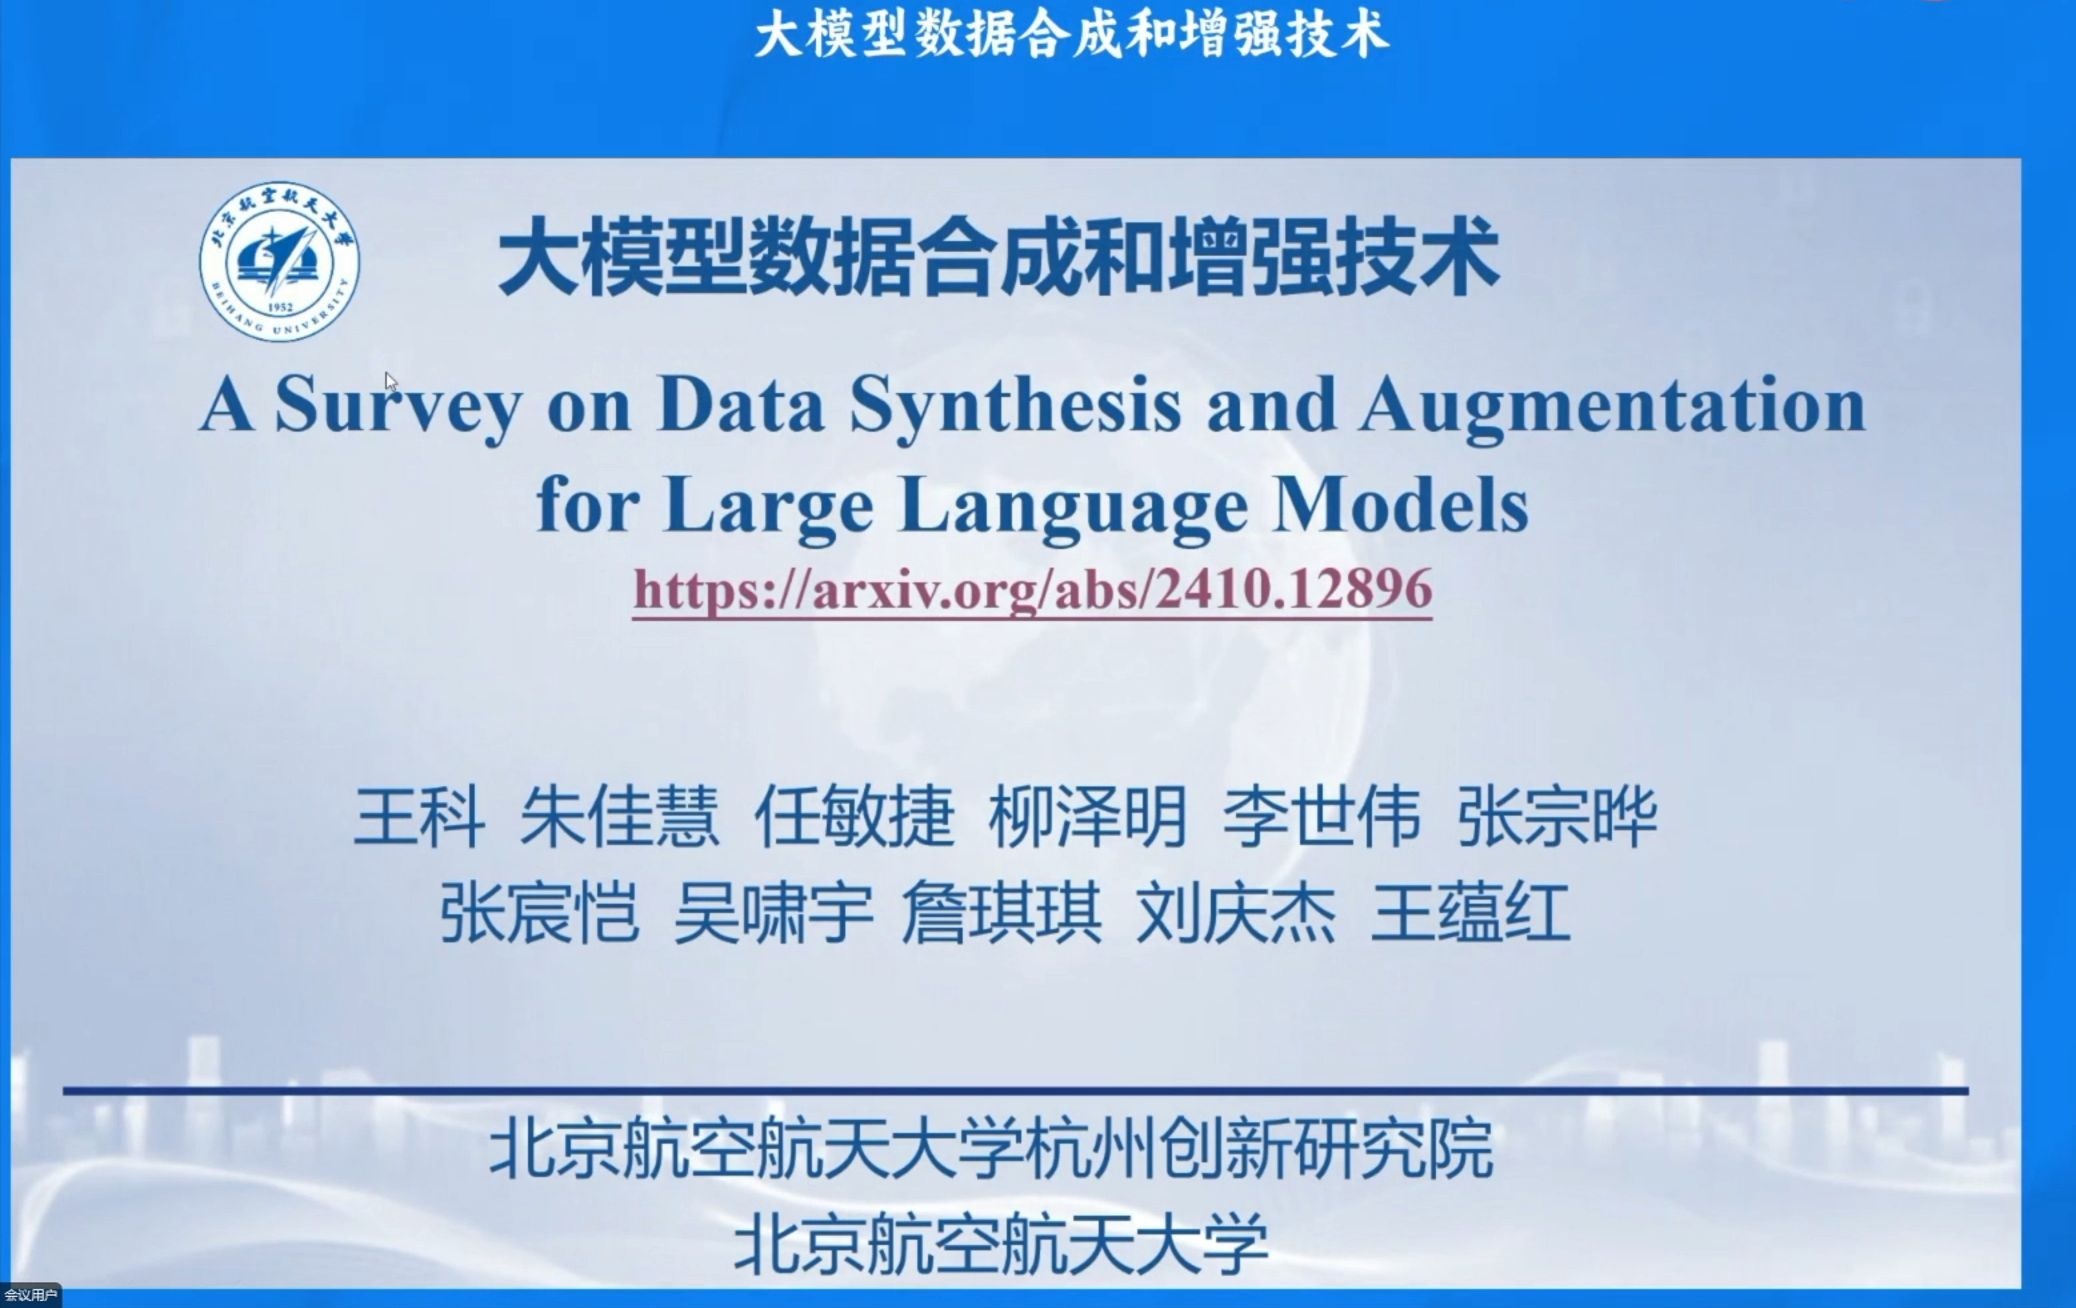 大模型数据合成和增强技术
北京航空航天大学
1952
BEIHANG UNIVERSITY
大模型数据合成和增强技术
A Survey on Data Synthesis and Augmentation
for Large Language Models
https://arxiv.org/abs/2410.12896
王科 朱佳慧 任敏捷 柳泽明 李世伟 张宗晔
张宸恺 吴啸宇 詹琪琪 刘庆杰 王蕴红
北京航空航天大学杭州创新研究院
北京航空航天大学
会议用户